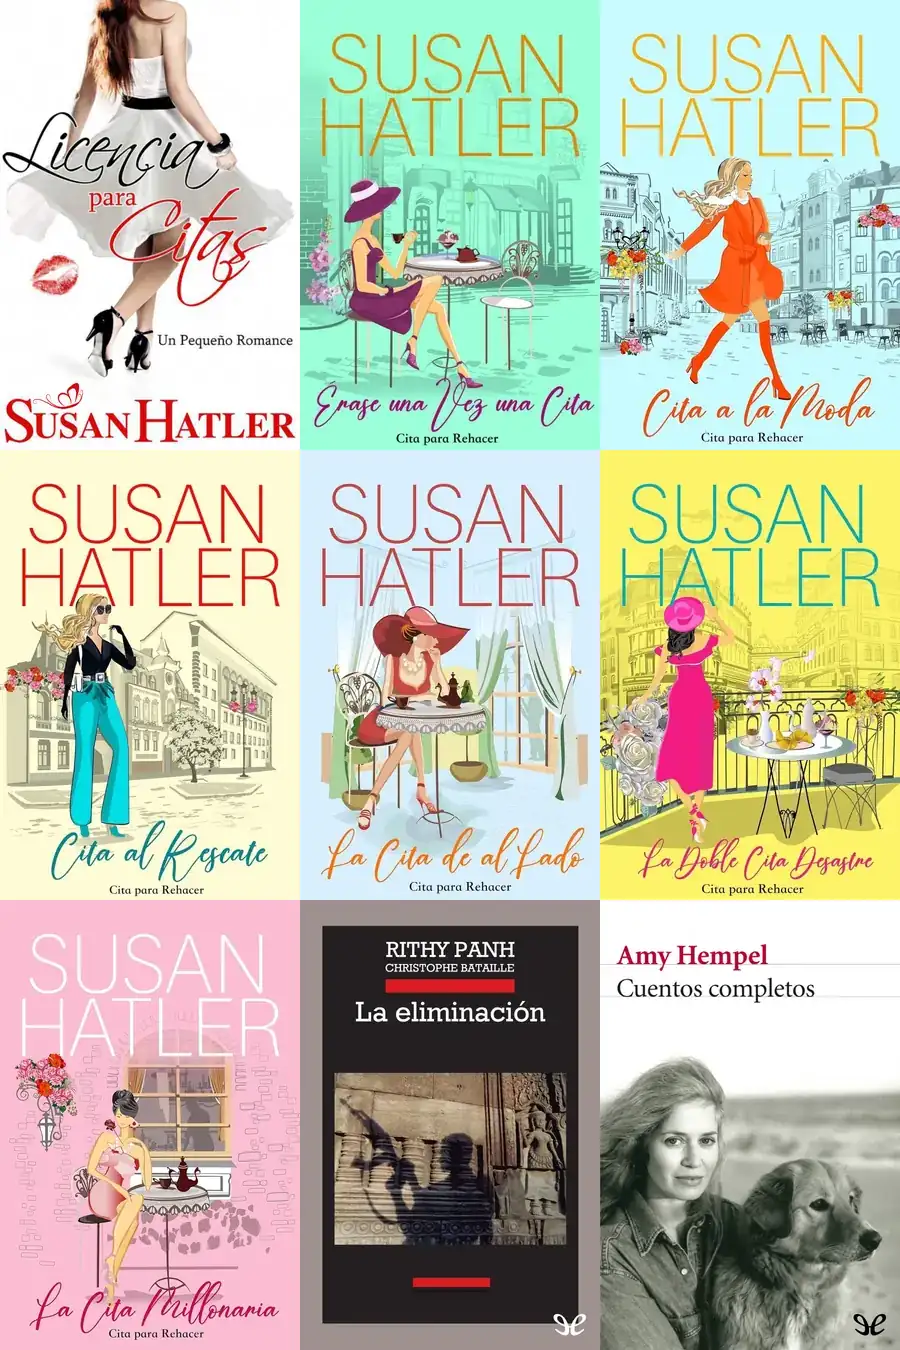 Licencia
para
Citas
Un Pequeño Romance
SUSAN HATLER
SUSAN
HATLER
Érase una Vez una Cita
Cita para Rehacer
SUSAN
HATLER
Cita a la Moda
Cita para Rehacer
SUSAN
HATLER
Cita al Rescate
Cita para Rehacer
SUSAN
HATLER
La Cita de al Lado
Cita para Rehacer
SUSAN
HATLER
La Doble Cita Desastre
Cita para Rehacer
SUSAN
HATLER
La Cita Millonaria
Cita para Rehacer
RITHY PANH
CHRISTOPHE BATAILLE
La eliminación
Amy Hempel
Cuentos completos